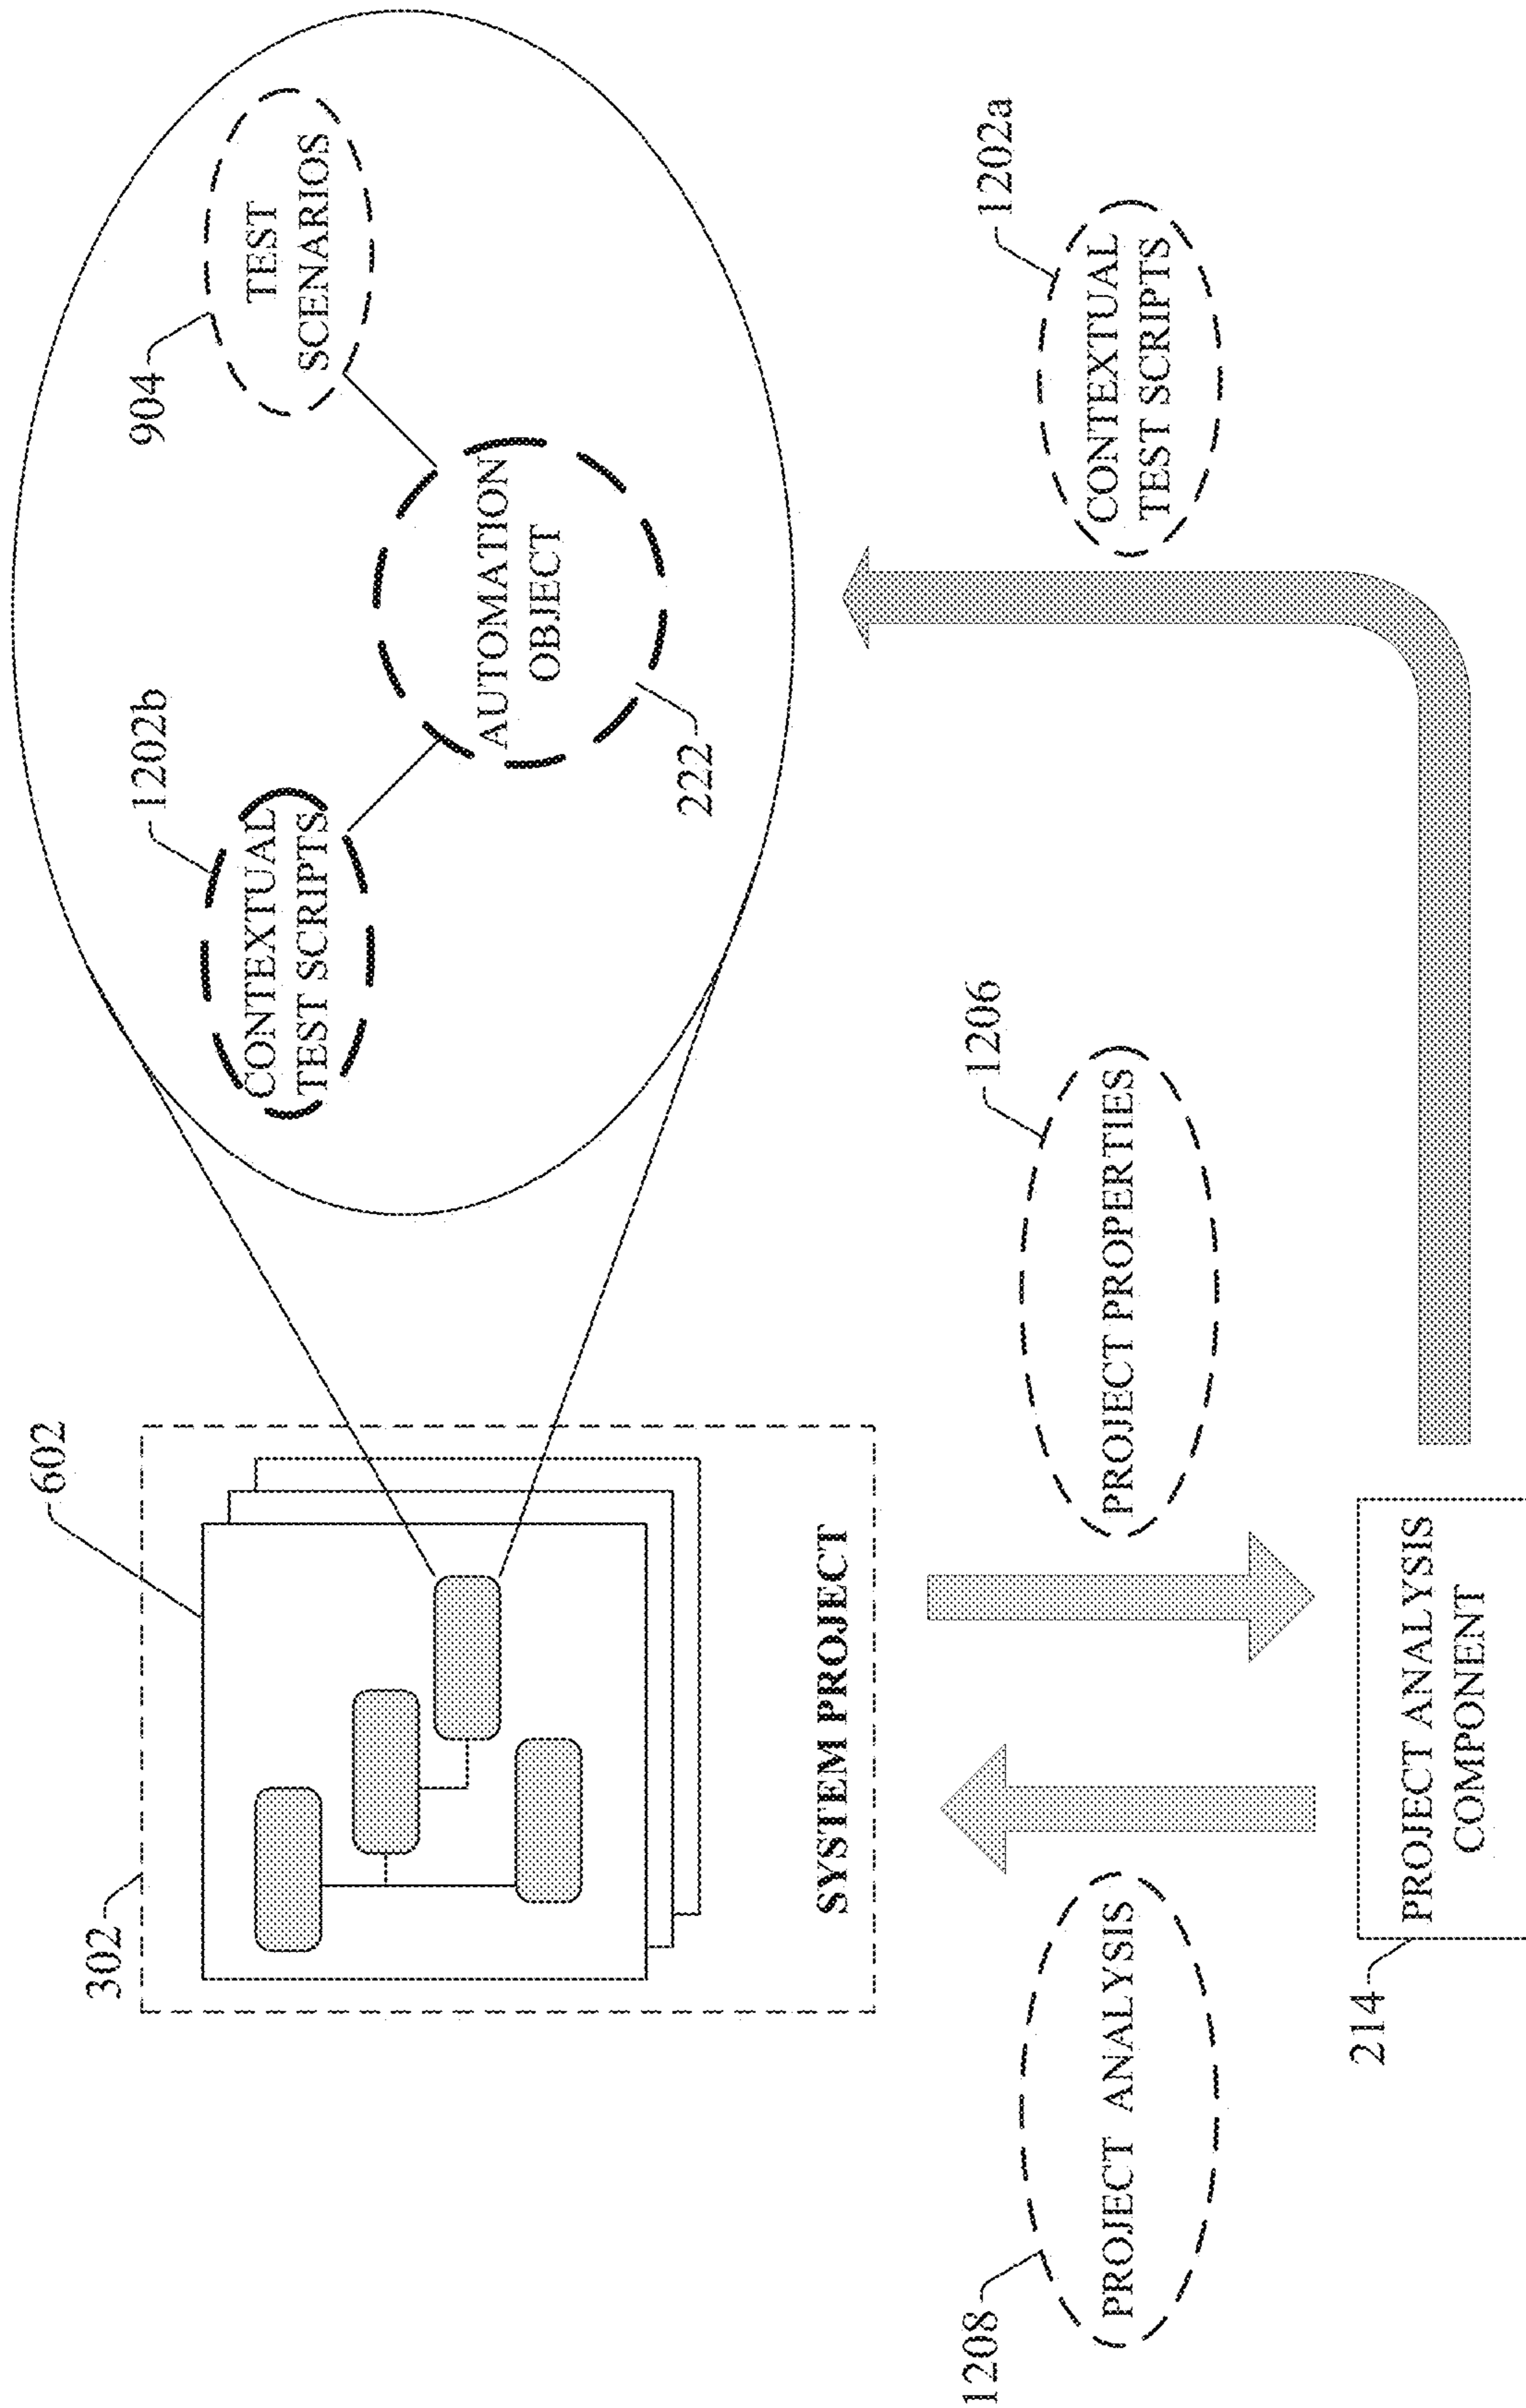 302
602
SYSTEM PROJECT
1202b
CONTEXTUAL
TEST SCRIPTS
904
TEST
SCENARIOS
AUTOMATION
OBJECT
222
1208
PROJECT ANALYSIS
1206
PROJECT PROPERTIES
1202a
CONTEXTUAL
TEST SCRIPTS
214
PROJECT ANALYSIS
COMPONENT